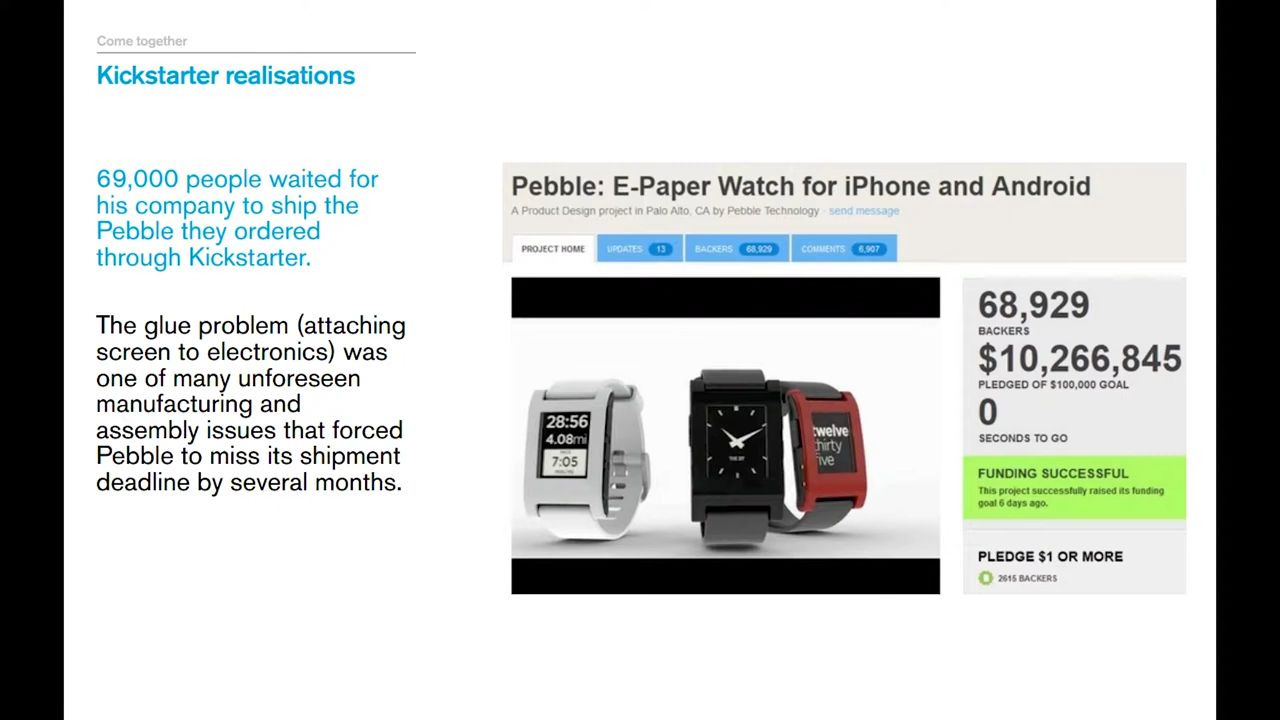 Come together
Kickstarter realisations
69,000 people waited for
his company to ship the
Pebble they ordered
through Kickstarter.
The glue problem (attaching
screen to electronics) was
one of many unforeseen
manufacturing and
assembly issues that forced
Pebble to miss its shipment
deadline by several months.
Pebble: E-Paper Watch for iPhone and Android
A Product Design project in Palo Alto, CA by Pebble Technology · send message
PROJECT HOME UPDATES 13 BACKERS 68,929 COMMENTS 6,907
28:56
4.08mi
7:05
twelve
thirty
five
68,929
BACKERS
$10,266,845
PLEDGED OF $100,000 GOAL
0
SECONDS TO GO
FUNDING SUCCESSFUL
This project successfully raised its funding
goal 6 days ago.
PLEDGE $1 OR MORE
2615 BACKERS